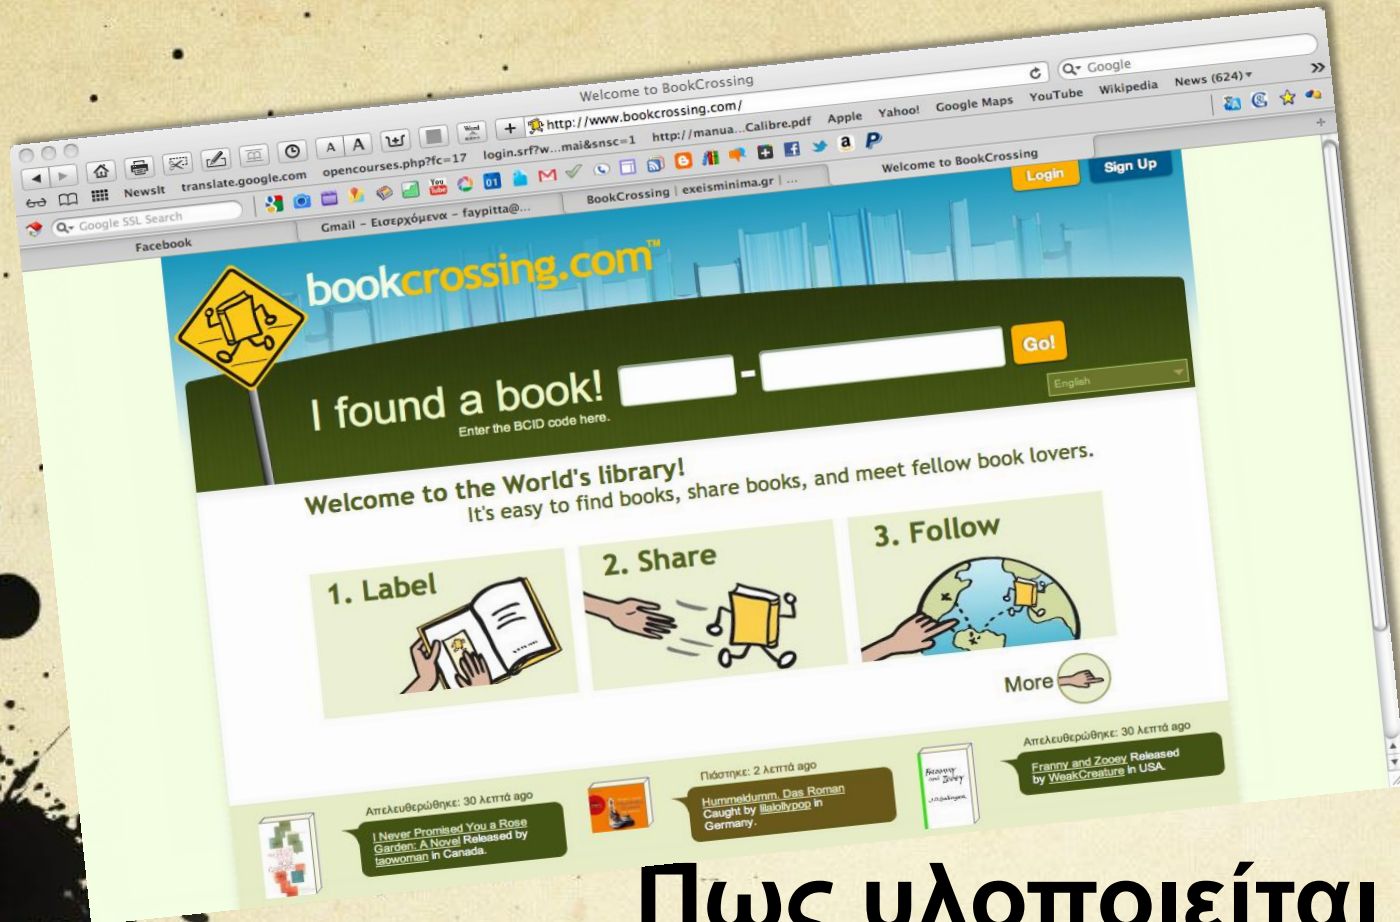 Welcome to BookCrossing
http://www.bookcrossing.com/
Google
Newsit translate.google.com opencourses.php?fc=17 login.srf?w...mai&snsc=1 http://manua...Calibre.pdf Apple Yahoo! Google Maps YouTube Wikipedia News (624)
Google SSL Search
Facebook
Gmail – Εισερχόμενα – faypitta@...
BookCrossing | exeisminima.gr | ...
Welcome to BookCrossing
Login
Sign Up
bookcrossing.com™
I found a book! - Go!
Enter the BCID code here.
English
Welcome to the World's library!
It's easy to find books, share books, and meet fellow book lovers.
1. Label
2. Share
3. Follow
More
Απελευθερώθηκε: 30 λεπτά ago
I Never Promised You a Rose
Garden: A Novel Released by
taowoman in Canada.
Πιάστηκε: 2 λεπτά ago
Hummeldumm. Das Roman
Caught by lilalollypop in
Germany.
Franny
and Zooey
J.D. Salinger
Απελευθερώθηκε: 30 λεπτά ago
Franny and Zooey Released
by WeakCreature in USA.
Πως υλοποιείται